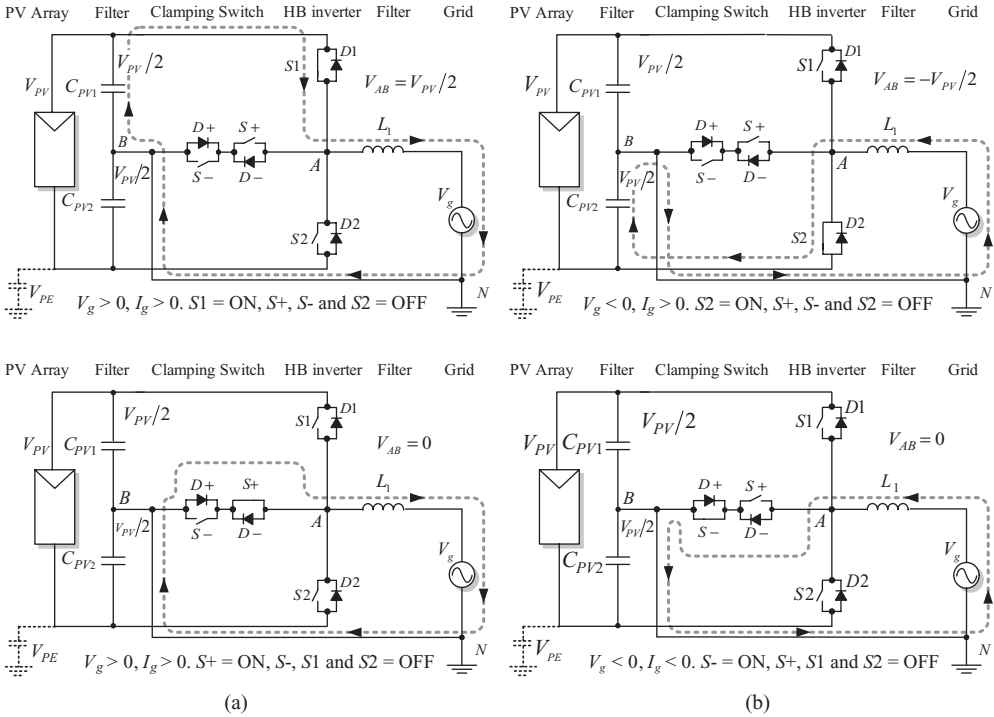 PV Array Filter Clamping Switch HB inverter Filter Grid
V_PV/2
V_PV
C_PV1
S1
D1
V_AB = V_PV/2
L_1
B
D+
S+
A
V_PV/2
S−
D−
C_PV2
V_g
S2
D2
V_PE
N
V_g > 0, I_g > 0. S1 = ON, S+, S- and S2 = OFF
PV Array Filter Clamping Switch HB inverter Filter Grid
V_PV/2
V_PV
C_PV1
S1
D1
V_AB = −V_PV/2
L_1
B
D+
S+
A
V_PV/2
S−
D−
C_PV2
V_g
S2
D2
V_PE
N
V_g < 0, I_g > 0. S2 = ON, S+, S- and S2 = OFF
PV Array Filter Clamping Switch HB inverter Filter Grid
V_PV/2
V_PV
C_PV1
S1
D1
V_AB = 0
L_1
B
D+
S+
A
V_PV/2
S−
D−
C_PV2
V_g
S2
D2
V_PE
N
V_g > 0, I_g > 0. S+ = ON, S-, S1 and S2 = OFF
(a)
PV Array Filter Clamping Switch HB inverter Filter Grid
V_PV/2
V_PV
C_PV1
S1
D1
V_AB = 0
L_1
B
D+
S+
A
V_PV/2
S−
D−
C_PV2
V_g
S2
D2
V_PE
N
V_g < 0, I_g < 0. S- = ON, S+, S1 and S2 = OFF
(b)